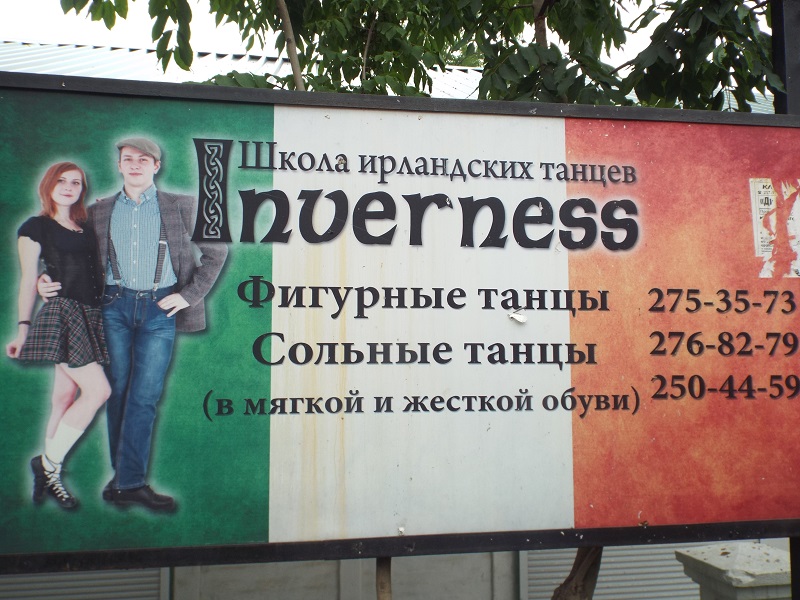 Школа ирландских танцев
Inverness
Фигурные танцы
Сольные танцы
(в мягкой и жесткой обуви)
275-35-73
276-82-79
250-44-59